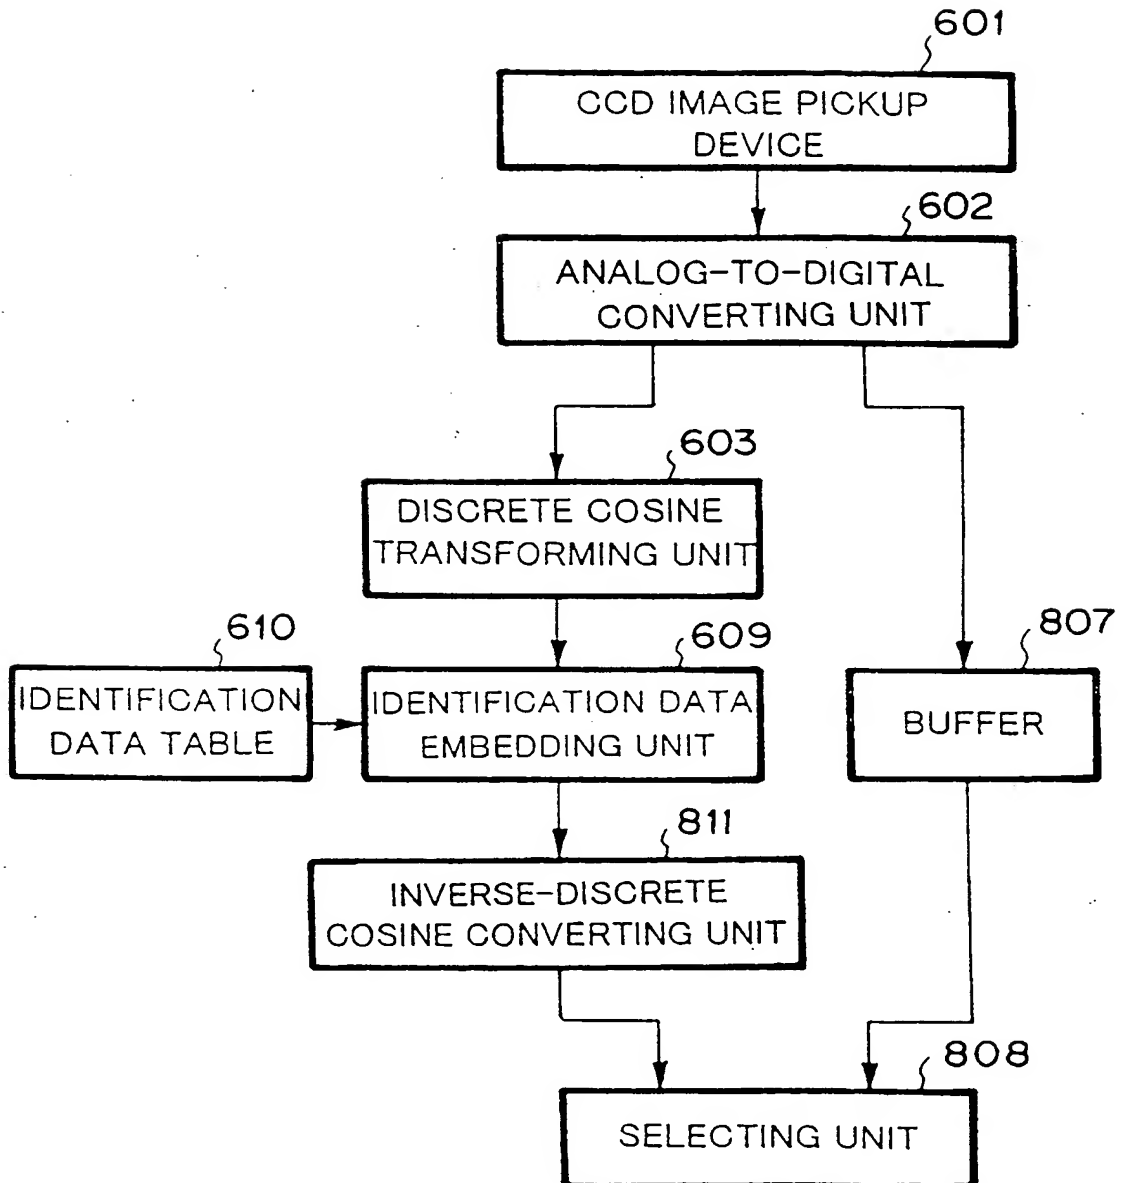 601
CCD IMAGE PICKUP
DEVICE
602
ANALOG-TO-DIGITAL
CONVERTING UNIT
603
DISCRETE COSINE
TRANSFORMING UNIT
610
IDENTIFICATION
DATA TABLE
609
IDENTIFICATION DATA
EMBEDDING UNIT
807
BUFFER
811
INVERSE-DISCRETE
COSINE CONVERTING UNIT
808
SELECTING UNIT